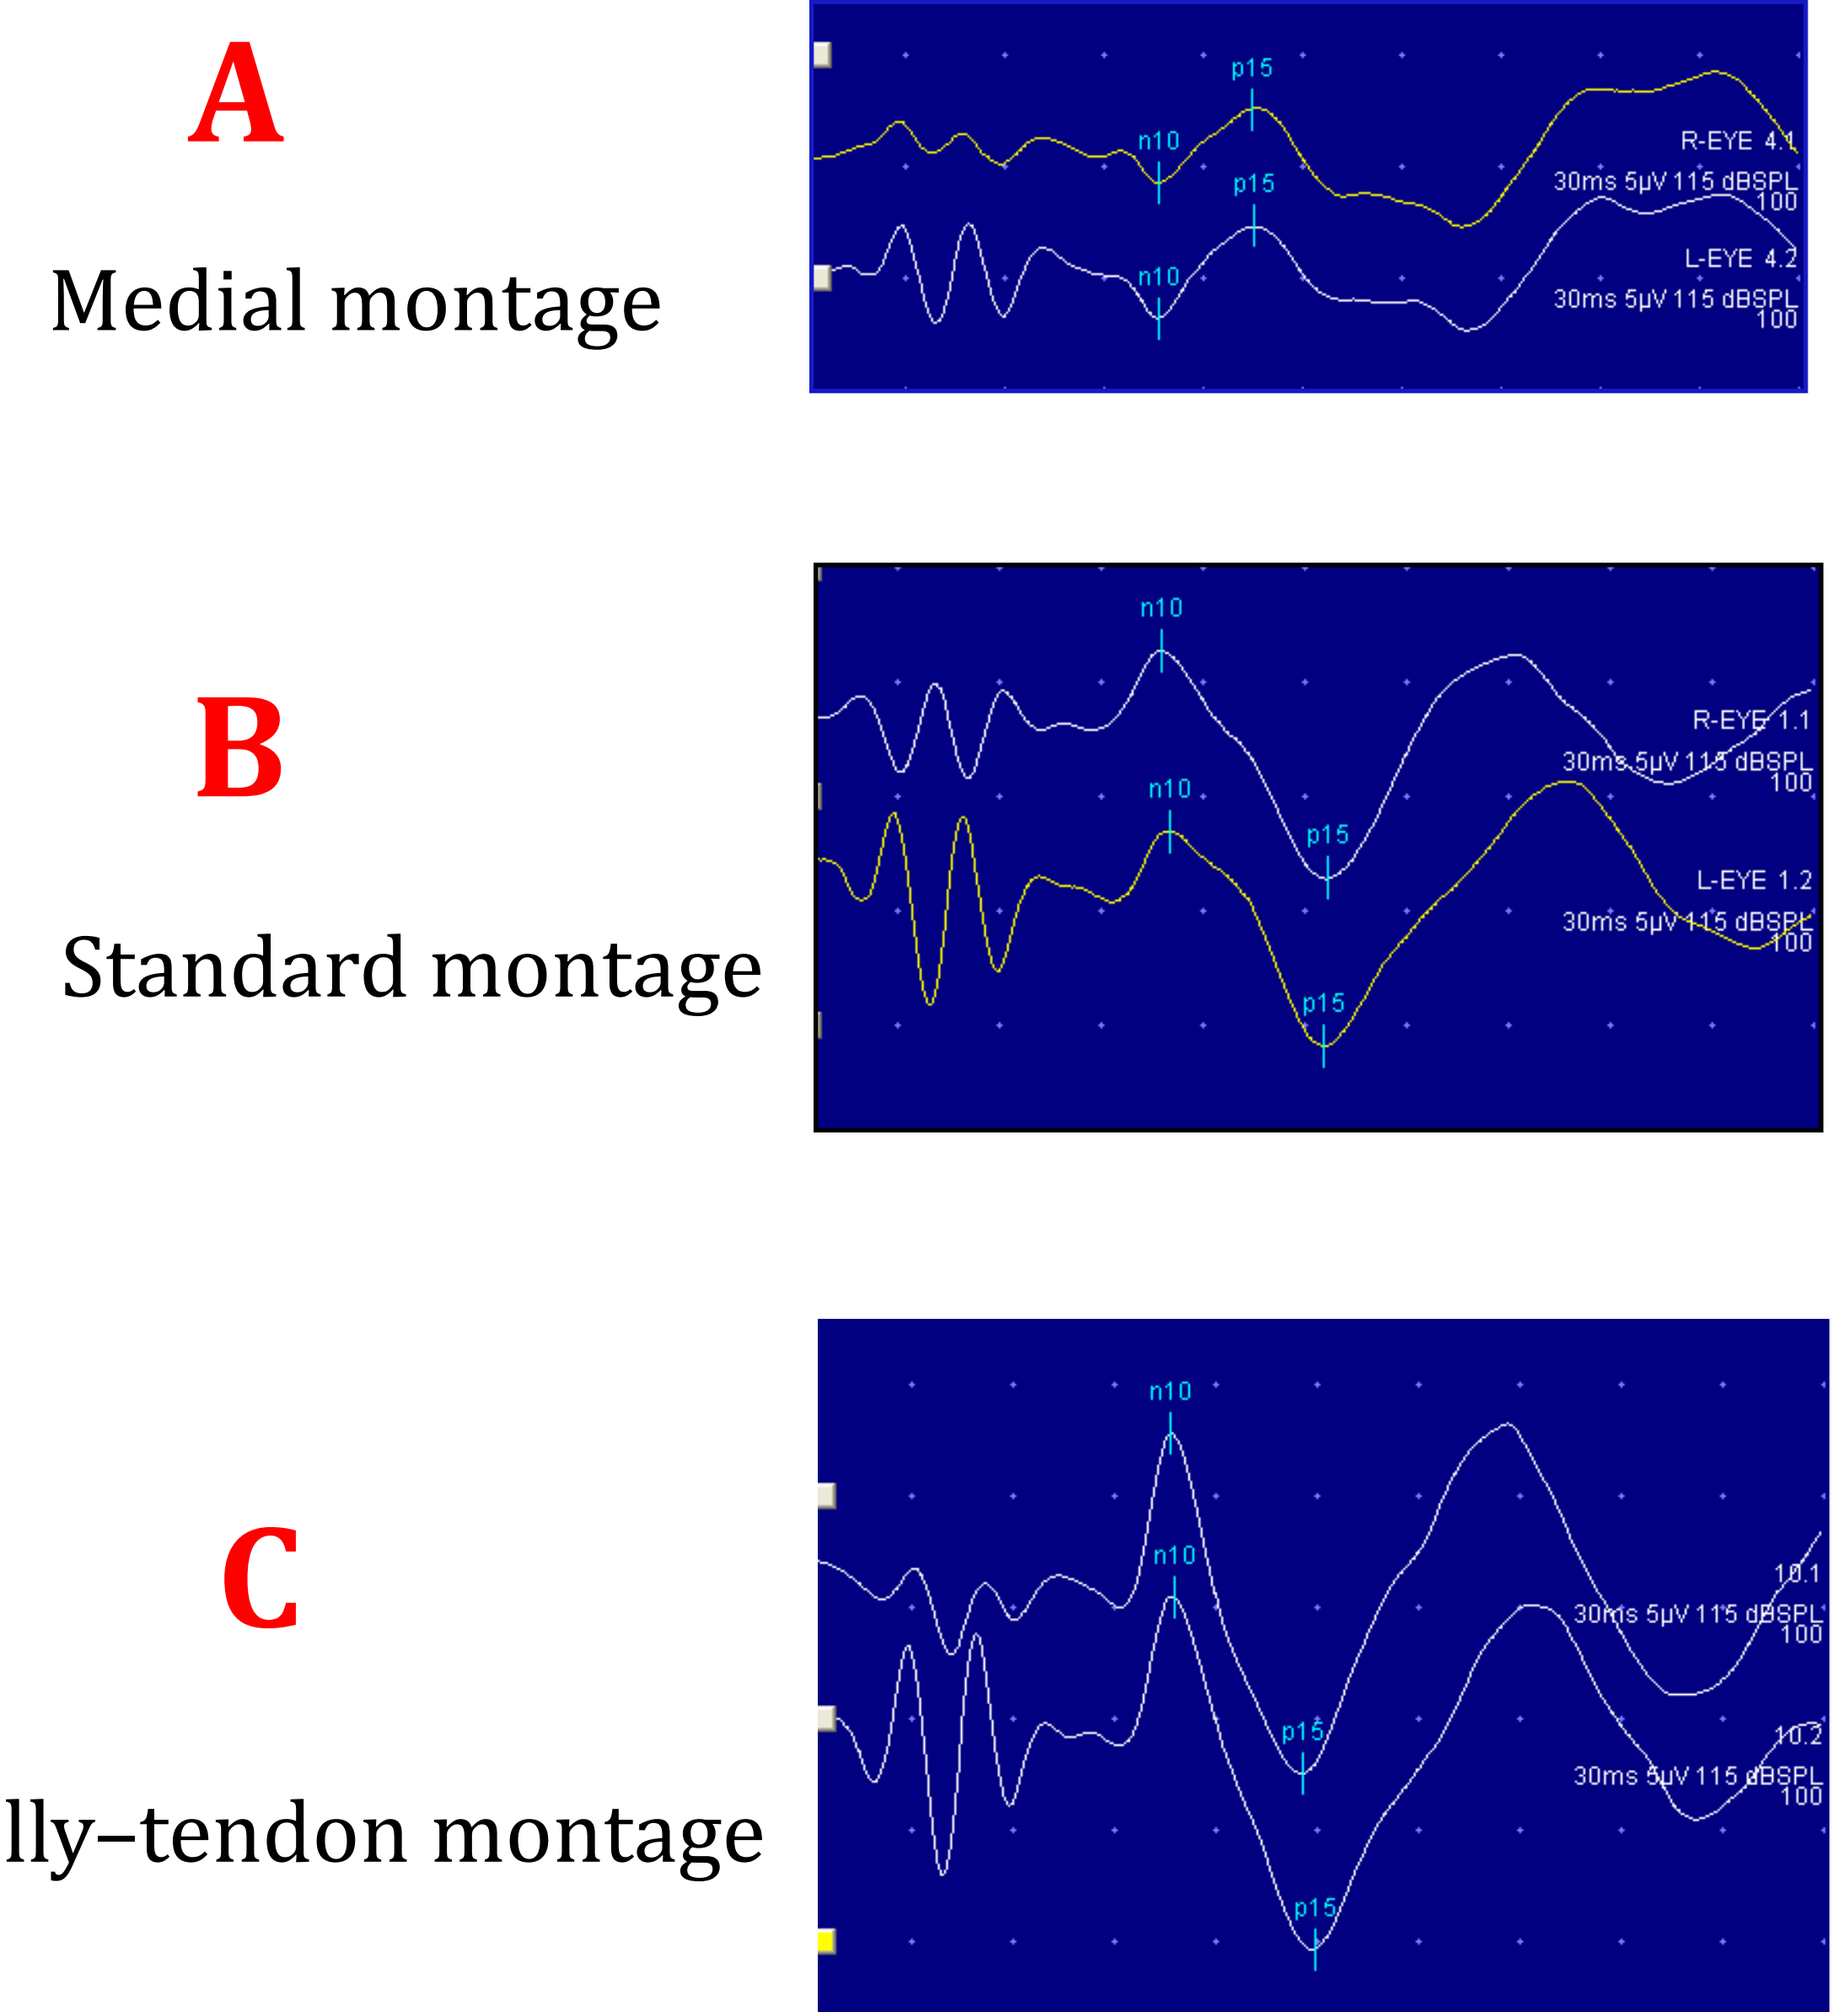 A
Medial montage
p15
n10
R-EYE 4.1
30ms 5µV 115 dBSPL
100
p15
n10
L-EYE 4.2
30ms 5µV 115 dBSPL
100
B
Standard montage
n10
p15
R-EYE 1.1
30ms 5µV 115 dBSPL
100
n10
p15
L-EYE 1.2
30ms 5µV 115 dBSPL
100
C
lly–tendon montage
n10
p15
10.1
30ms 5µV 115 dBSPL
100
n10
p15
10.2
30ms 5µV 115 dBSPL
100